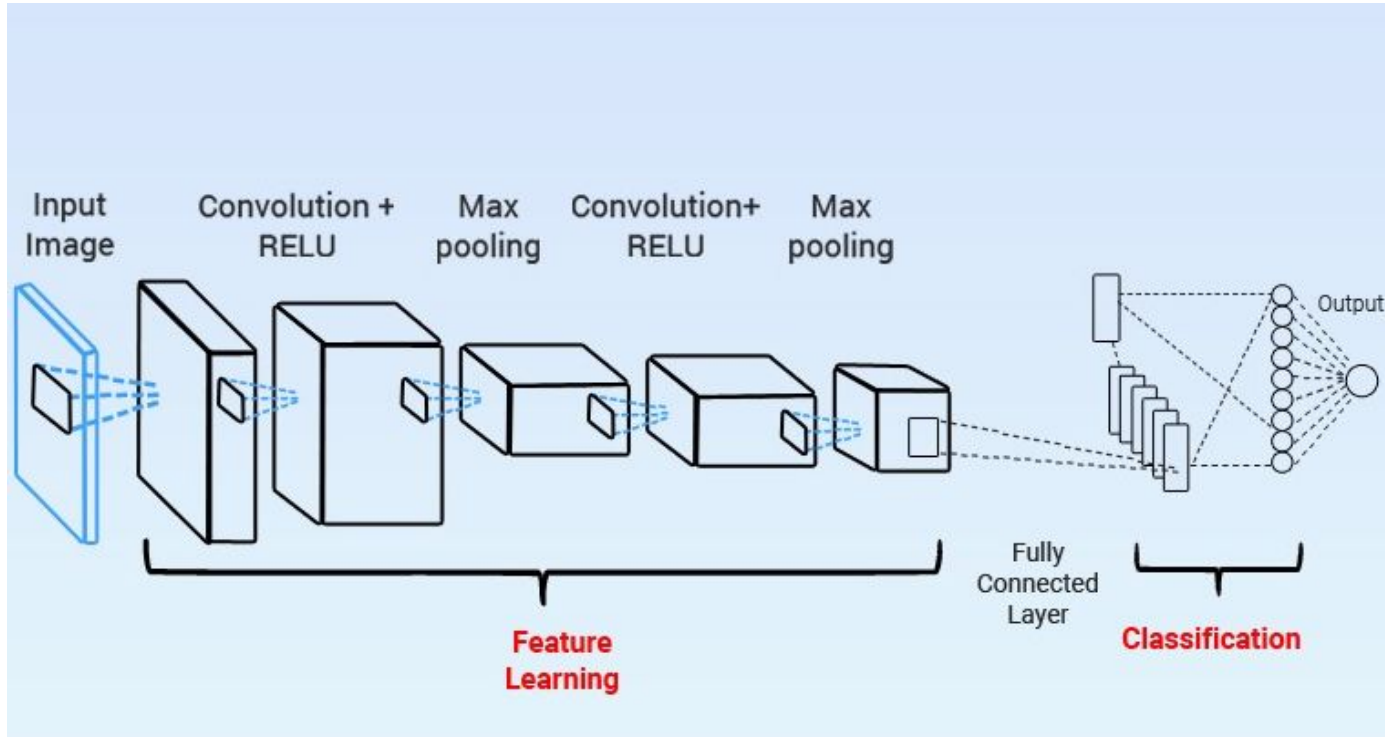 Input
Image
Convolution +
RELU
Max
pooling
Convolution+
RELU
Max
pooling
Output
Fully
Connected
Layer
Feature
Learning
Classification